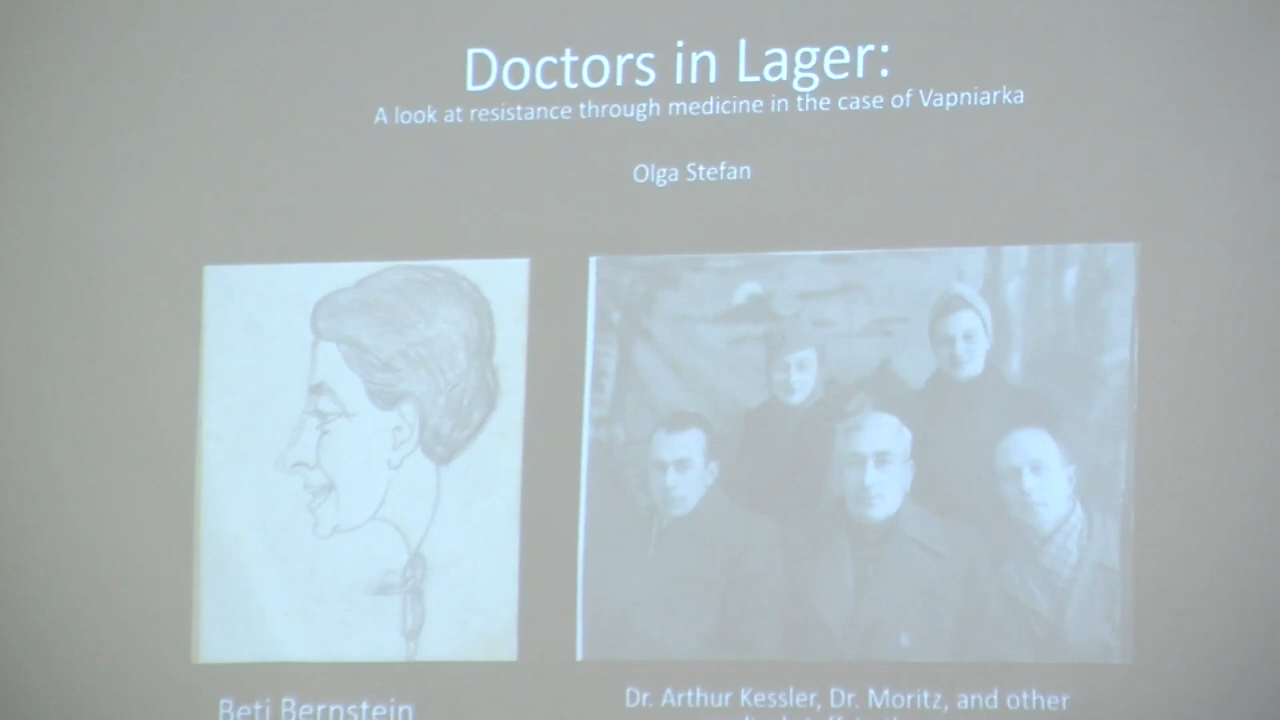 Doctors in Lager:
A look at resistance through medicine in the case of Vapniarka
Olga Stefan
Beti Bernstein
Dr. Arthur Kessler, Dr. Moritz, and other